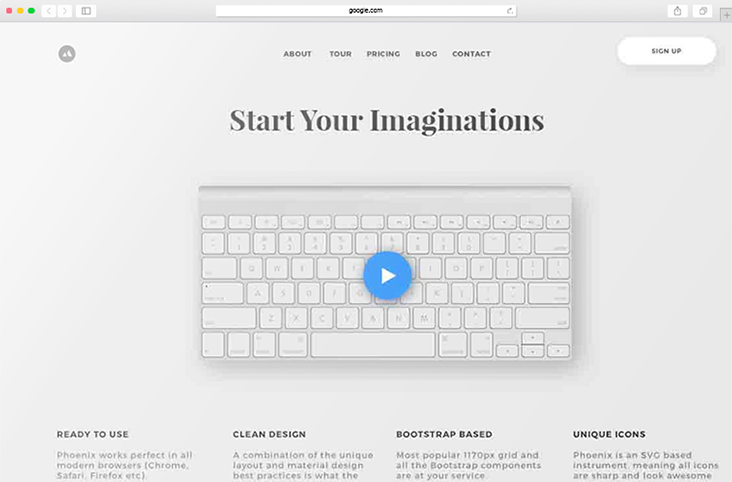 google.com
ABOUT TOUR PRICING BLOG CONTACT SIGN UP
Start Your Imaginations
Q W E I O P
A S G H J K L
Z X C V B N M
READY TO USE CLEAN DESIGN BOOTSTRAP BASED UNIQUE ICONS
Phoenix works perfect in all A combination of the unique Most popular 1170px grid and Phoenix is an SVG based
modern browsers (Chrome, layout and material design all the Bootstrap components instrument, meaning all icons
Safari, Firefox etc). best practices is what the are at your service. are sharp and look awesome